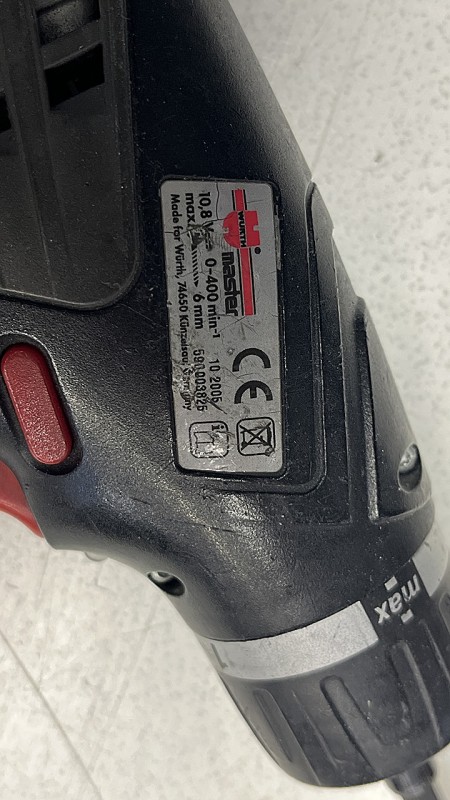 WÜRTH
®
master
10,8 V 0-400 min-1
max. 6 mm
Made for Würth, 74650 Künzelsau, Germany
CE
10 2006
i
max